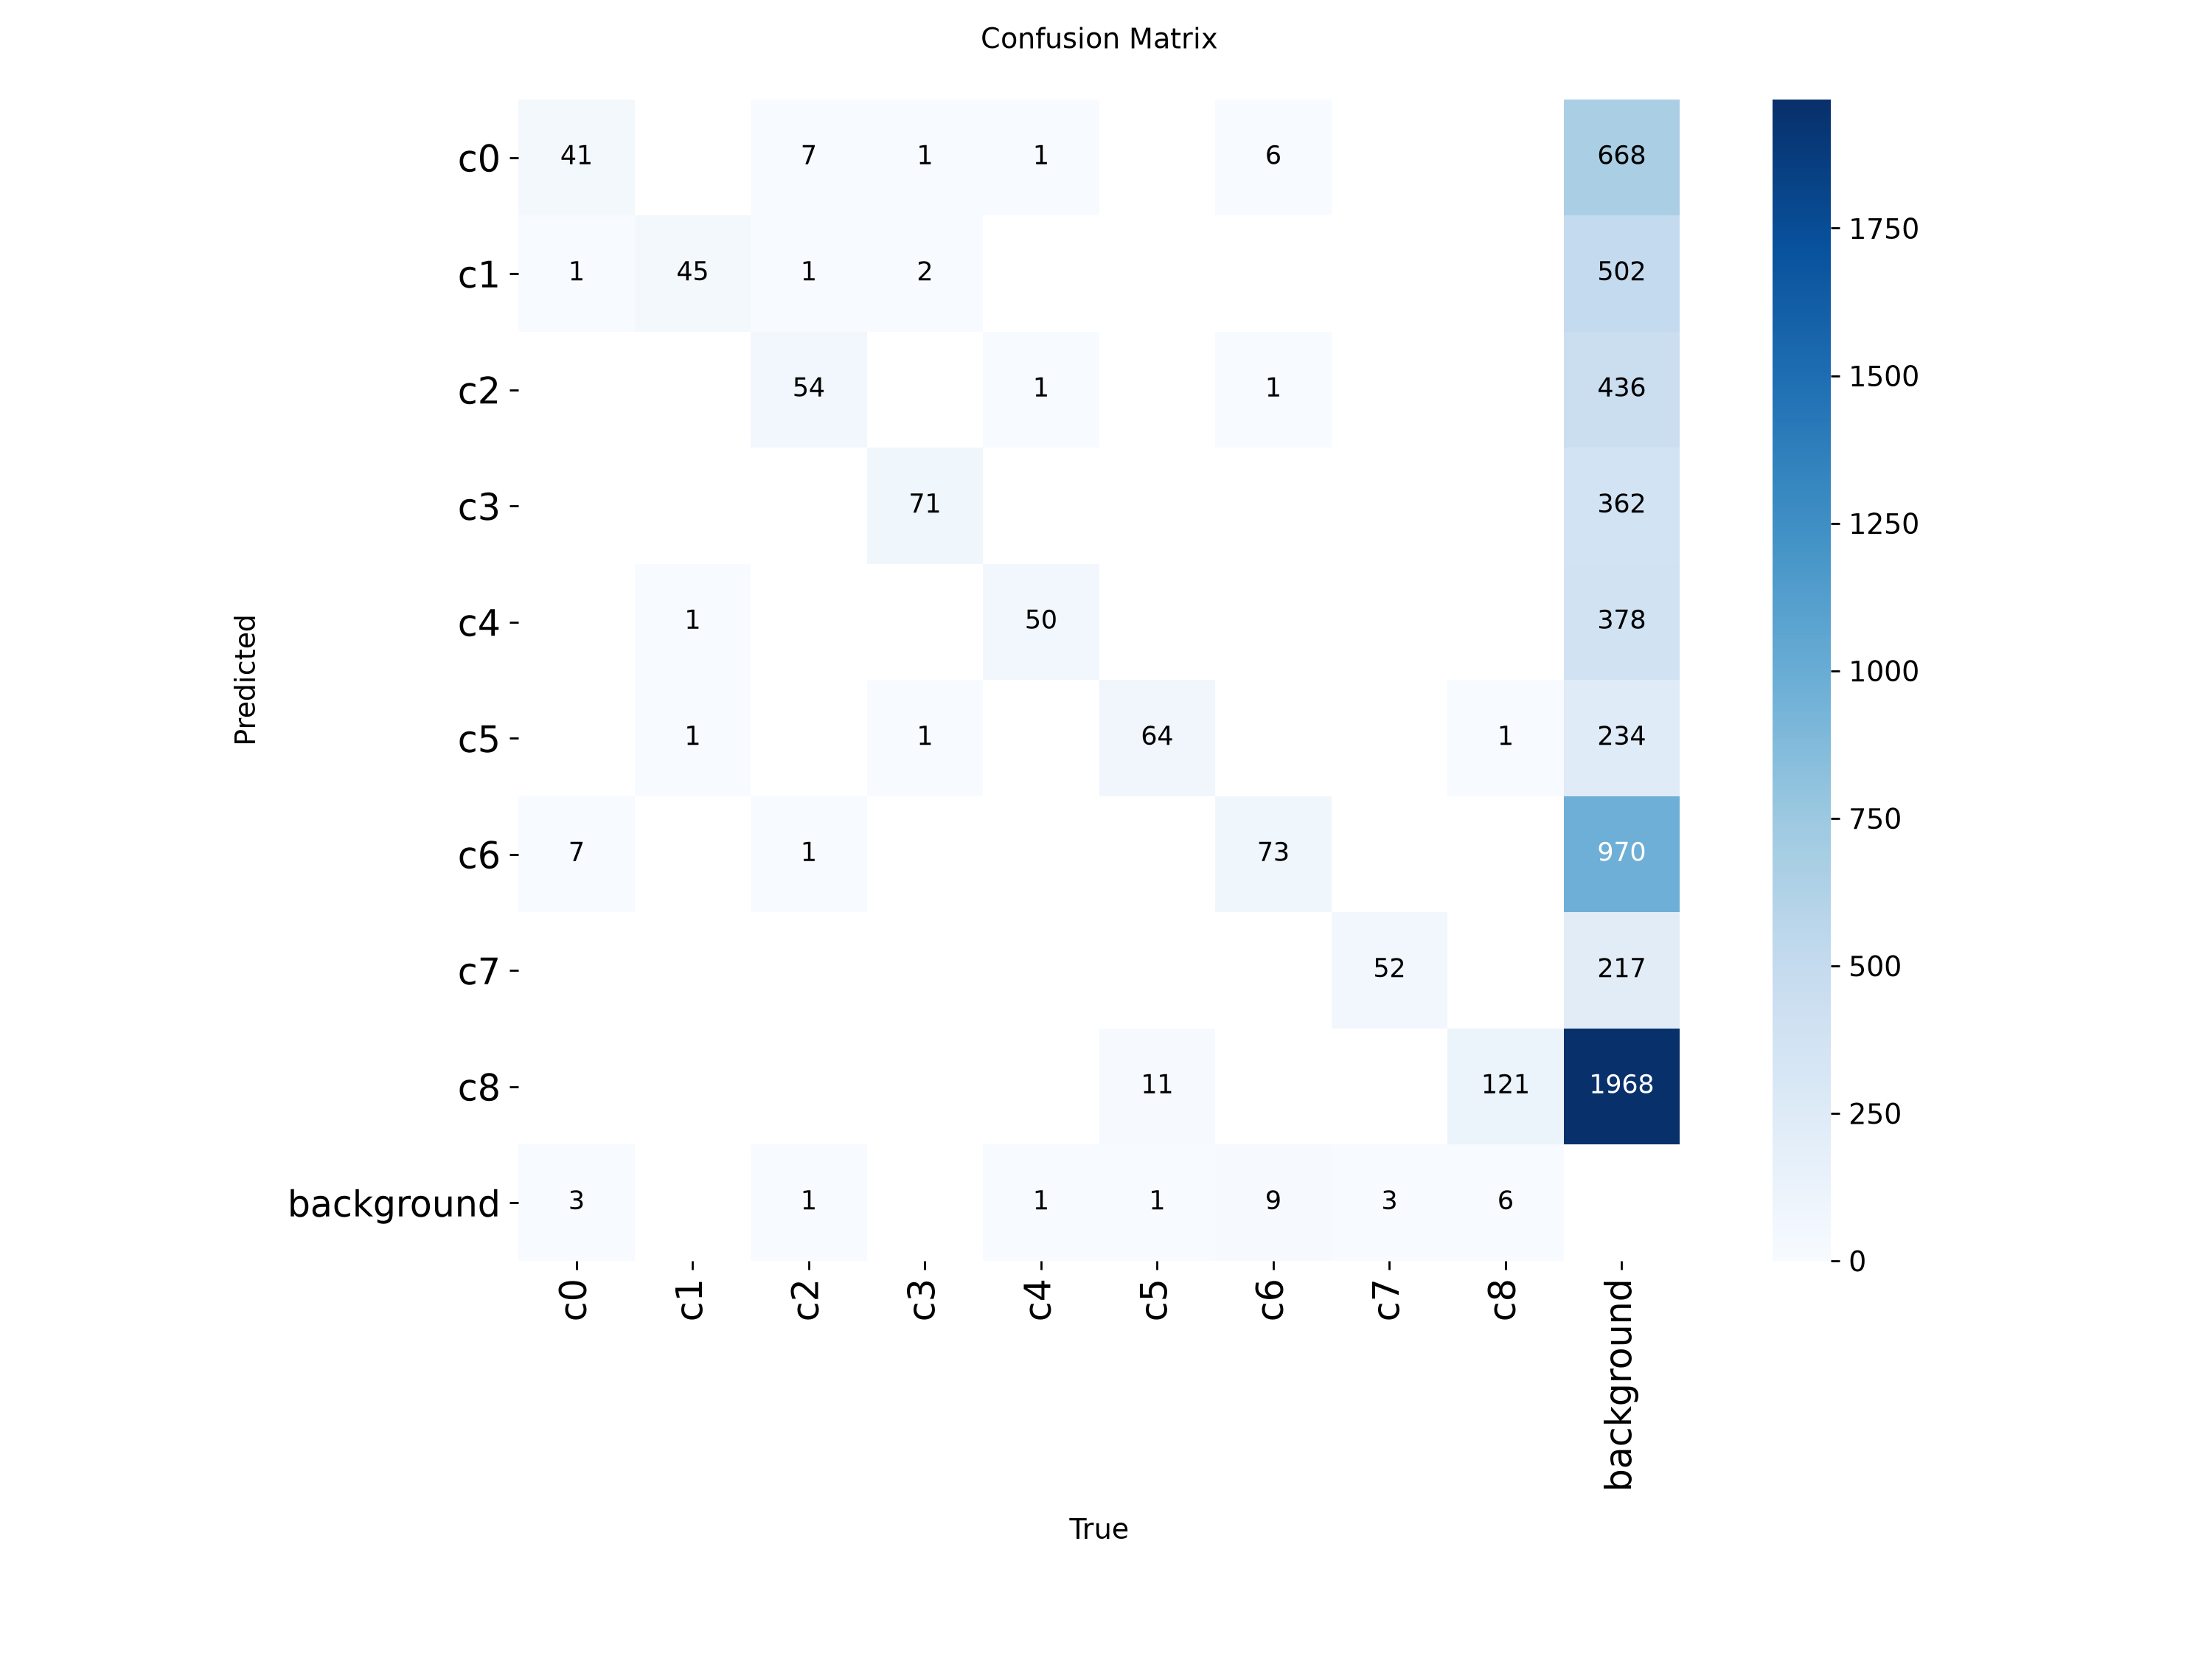 Confusion Matrix
c0 41 7 1 1 6 668
c1 1 45 1 2 502
c2 54 1 1 436
c3 71 362
c4 1 50 378
c5 1 1 64 1 234
c6 7 1 73 970
c7 52 217
c8 11 121 1968
background 3 1 1 1 9 3 6
c0 c1 c2 c3 c4 c5 c6 c7 c8 background
True
Predicted
1750
1500
1250
1000
750
500
250
0